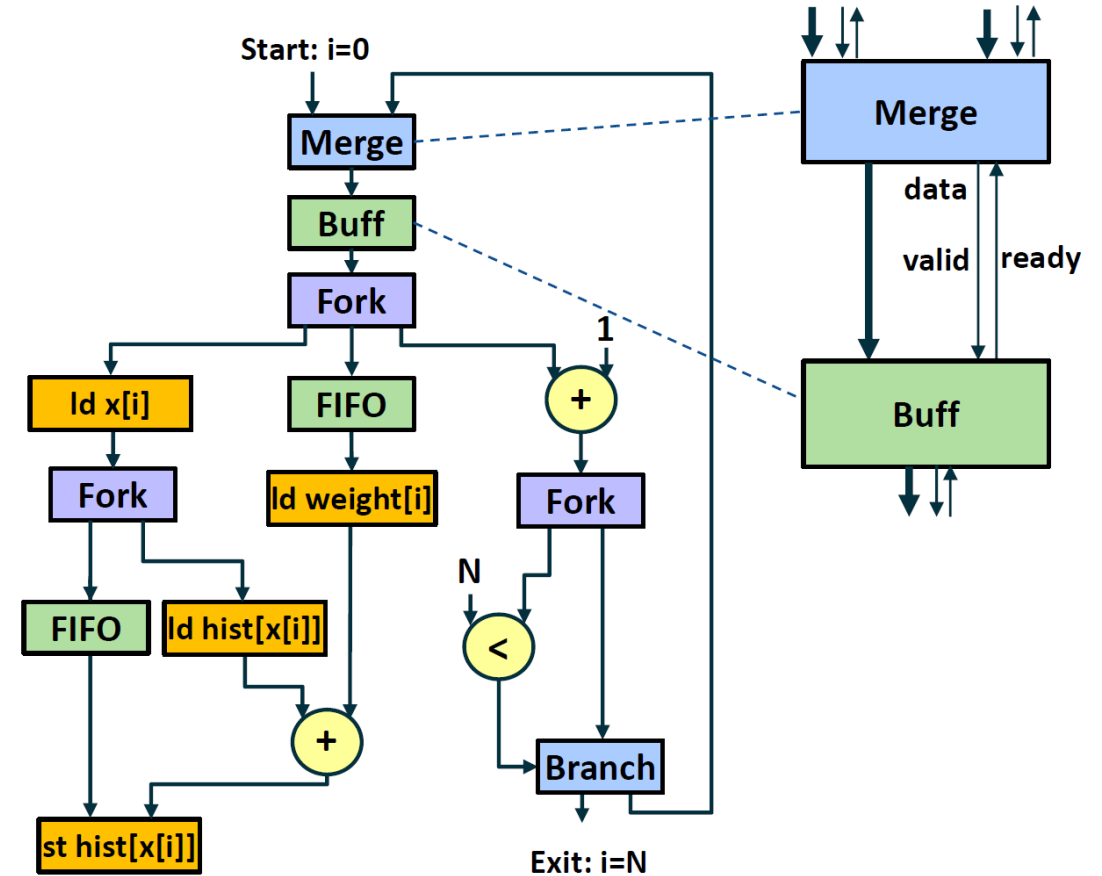 Start: i=0
Merge
Merge
Buff
data
valid
ready
Fork
1
ld x[i]
FIFO
+
Buff
Fork
ld weight[i]
Fork
N
FIFO
ld hist[x[i]]
<
+
Branch
st hist[x[i]]
Exit: i=N